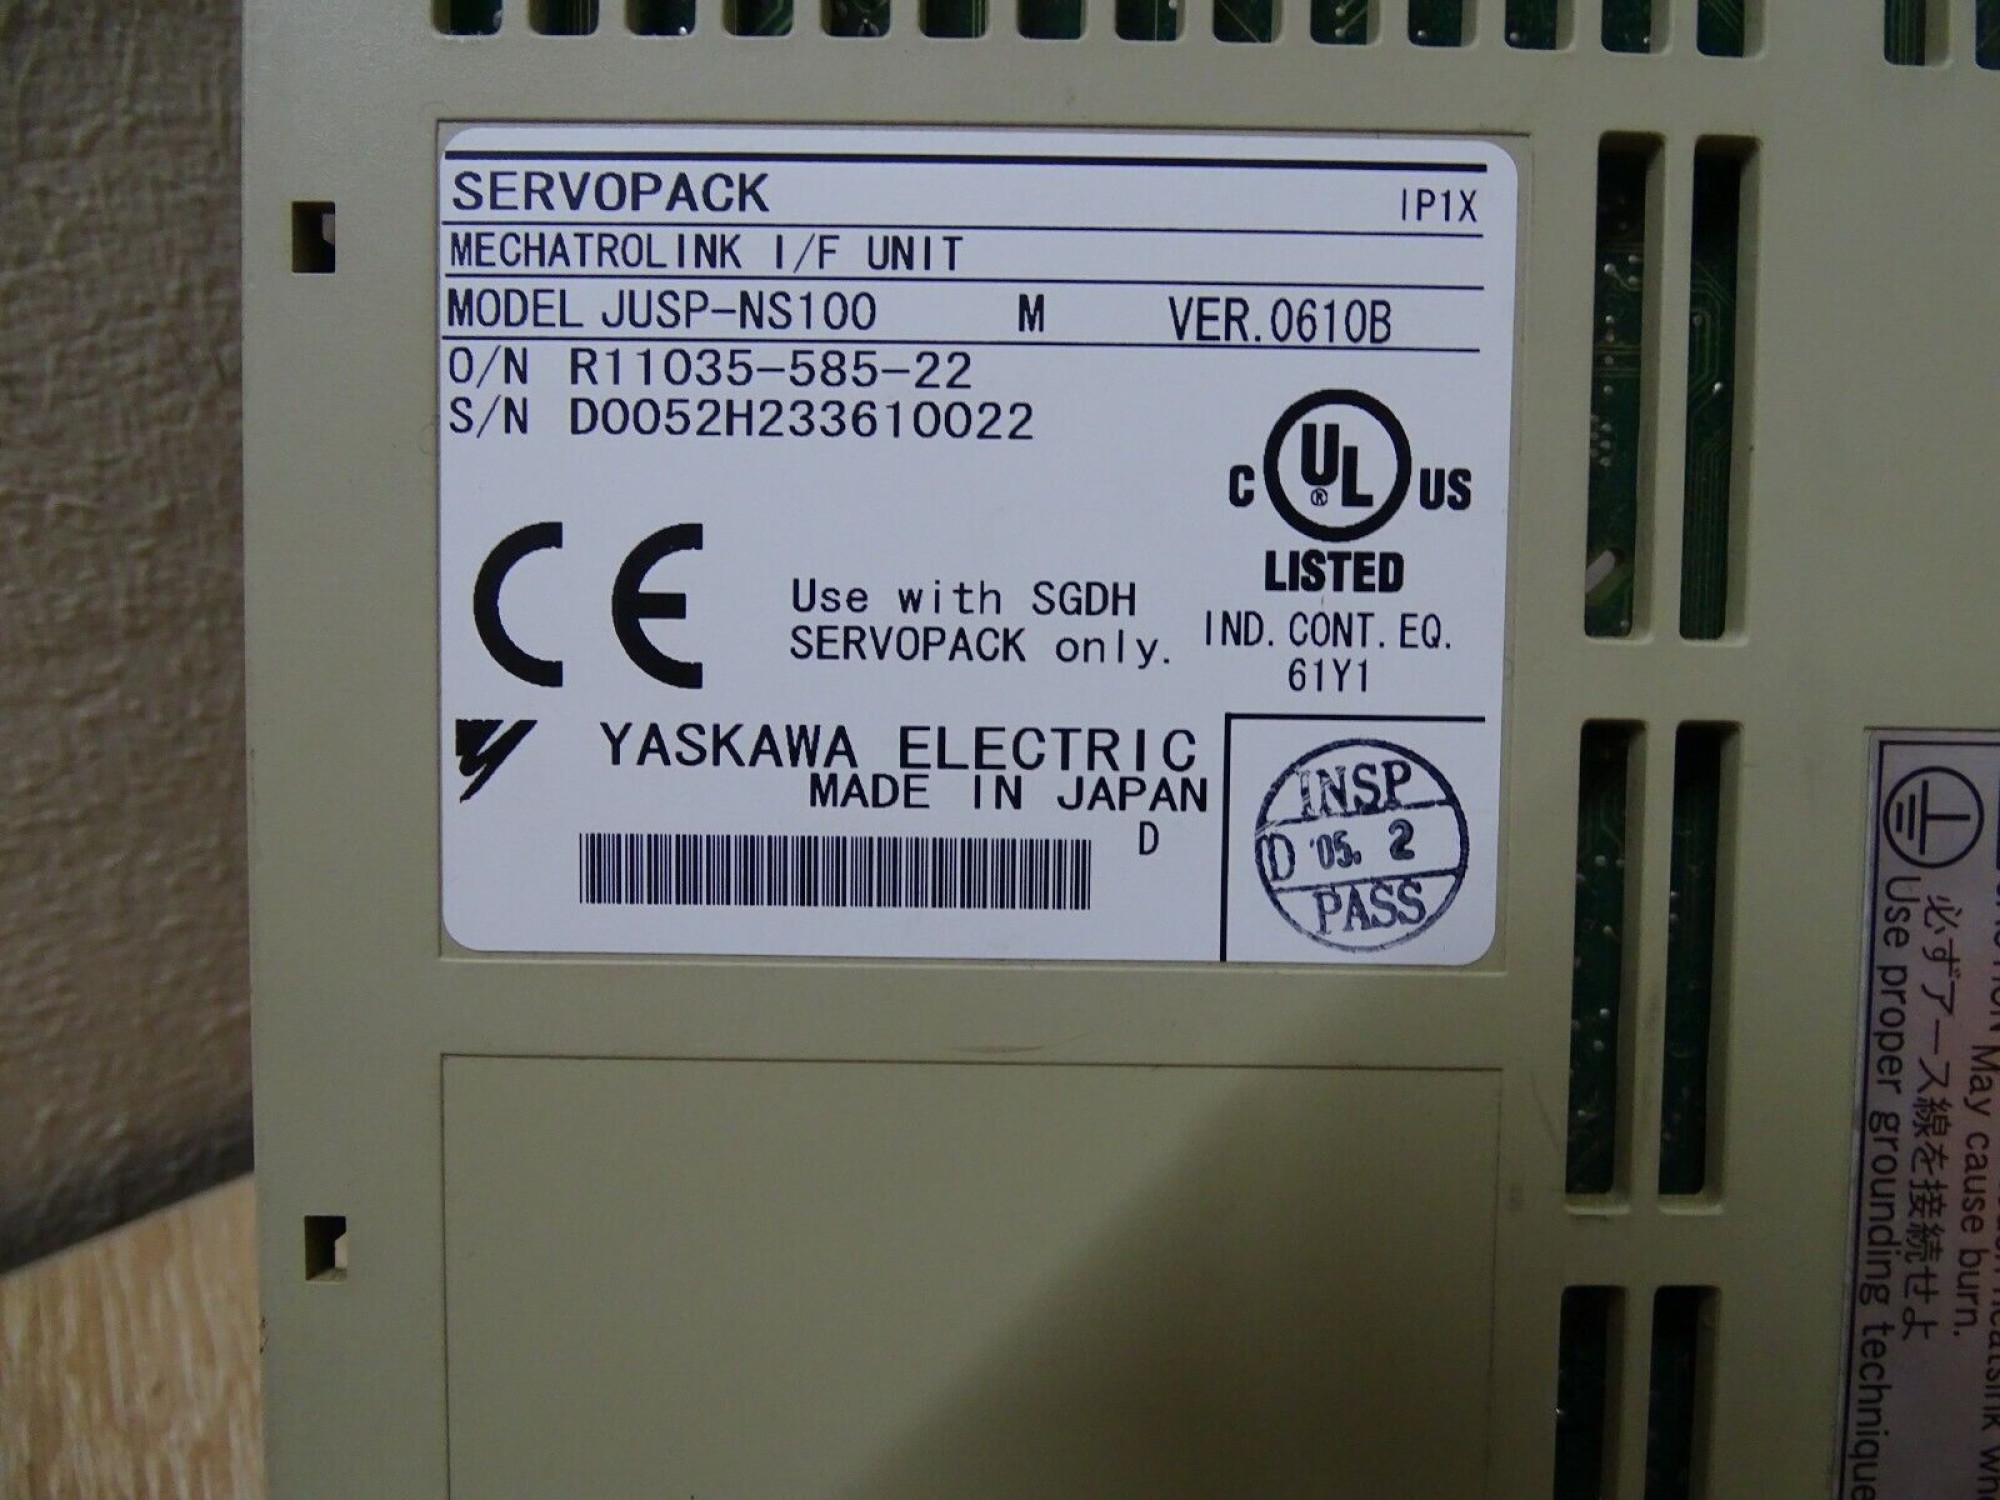 SERVOPACK IP1X
MECHATROLINK I/F UNIT
MODEL JUSP-NS100 M VER.0610B
O/N R11035-585-22
S/N D0052H233610022
C UL ® US
LISTED
IND. CONT. EQ.
61Y1
CE
Use with SGDH
SERVOPACK only.
YASKAWA ELECTRIC
MADE IN JAPAN
D
INSP
D '05. 2
PASS
May cause burn.
必ずアース線を接続せよ
Use proper grounding technique